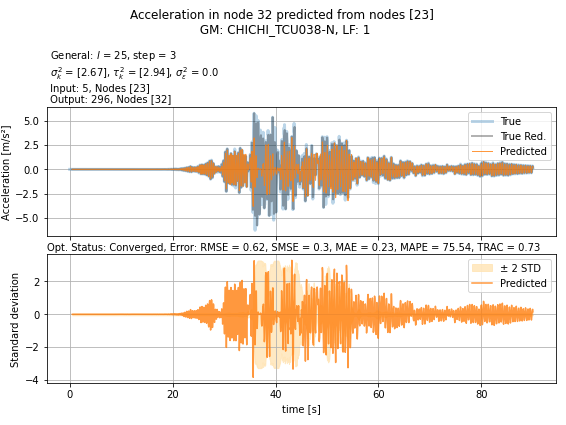 Acceleration in node 32 predicted from nodes [23]
GM: CHICHI_TCU038-N, LF: 1
General: l = 25, step = 3
σ²ₖ = [2.67], τ²ₖ = [2.94], σ²ε = 0.0
Input: 5, Nodes [23]
Output: 296, Nodes [32]
Acceleration [m/s²]
5.0
2.5
0.0
−2.5
−5.0
True
True Red.
Predicted
Opt. Status: Converged, Error: RMSE = 0.62, SMSE = 0.3, MAE = 0.23, MAPE = 75.54, TRAC = 0.73
Standard deviation
2
0
−2
−4
± 2 STD
Predicted
0
20
40
60
80
time [s]